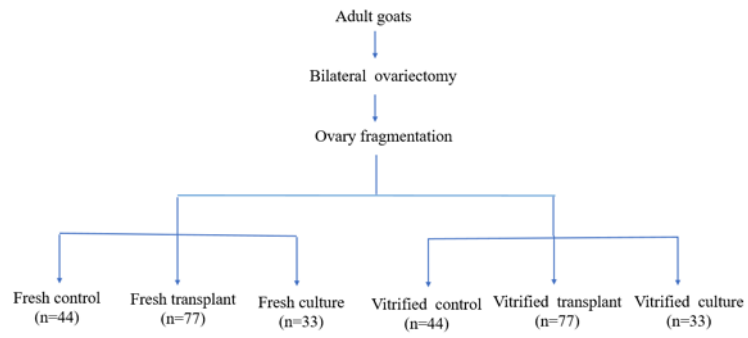 Adult goats
Bilateral ovariectomy
Ovary fragmentation
Fresh control
(n=44)
Fresh transplant
(n=77)
Fresh culture
(n=33)
Vitrified control
(n=44)
Vitrified transplant
(n=77)
Vitrified culture
(n=33)